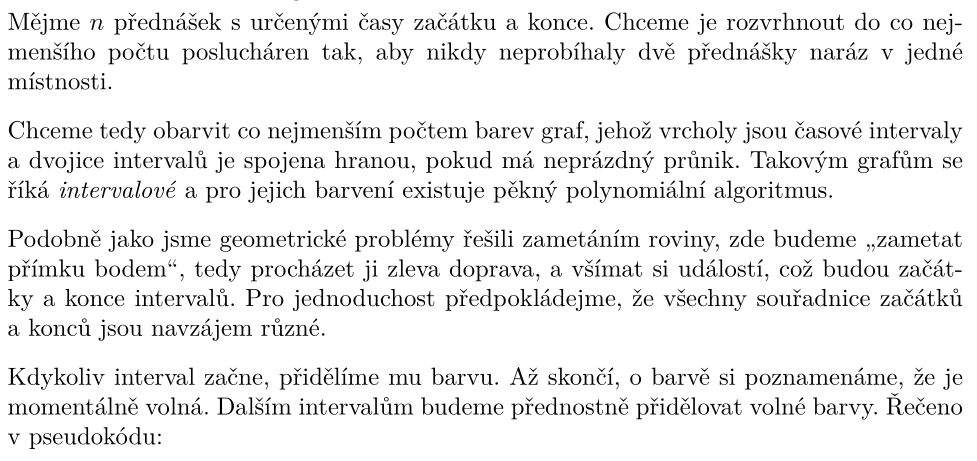 Mějme n přednášek s určenými časy začátku a konce. Chceme je rozvrhnout do co nej-
menšího počtu poslucháren tak, aby nikdy neprobíhaly dvě přednášky naráz v jedné
místnosti.
Chceme tedy obarvit co nejmenším počtem barev graf, jehož vrcholy jsou časové intervaly
a dvojice intervalů je spojena hranou, pokud má neprázdný průnik. Takovým grafům se
říká intervalové a pro jejich barvení existuje pěkný polynomiální algoritmus.
Podobně jako jsme geometrické problémy řešili zametáním roviny, zde budeme „zametat
přímku bodem“, tedy procházet ji zleva doprava, a všímat si událostí, což budou začát-
ky a konce intervalů. Pro jednoduchost předpokládejme, že všechny souřadnice začátků
a konců jsou navzájem různé.
Kdykoliv interval začne, přidělíme mu barvu. Až skončí, o barvě si poznamenáme, že je
momentálně volná. Dalším intervalům budeme přednostně přidělovat volné barvy. Řečeno
v pseudokódu: